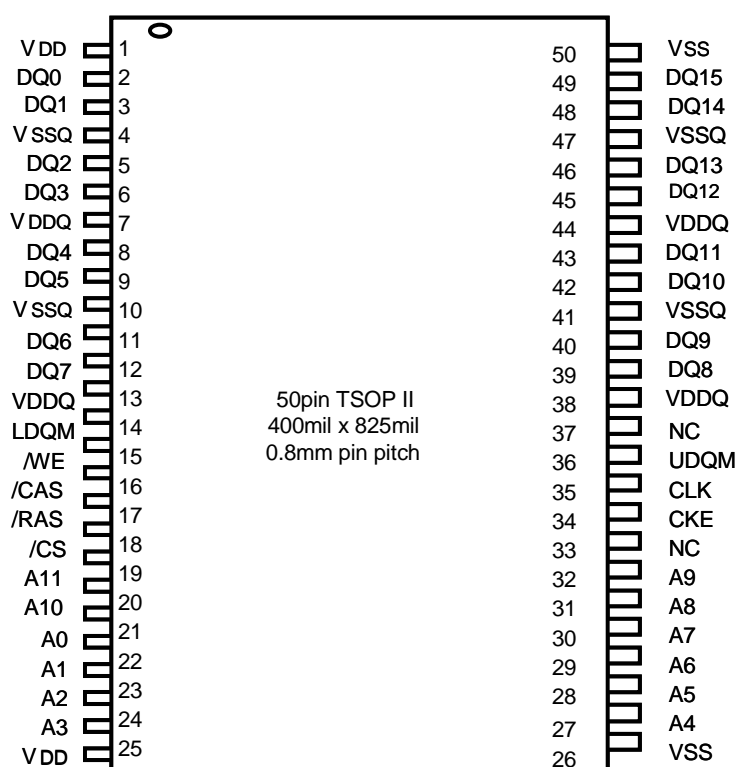 VDD 1 50 VSS
DQ0 2 49 DQ15
DQ1 3 48 DQ14
VSSQ 4 47 VSSQ
DQ2 5 46 DQ13
DQ3 6 45 DQ12
VDDQ 7 44 VDDQ
DQ4 8 43 DQ11
DQ5 9 42 DQ10
VSSQ 10 41 VSSQ
DQ6 11 40 DQ9
DQ7 12 39 DQ8
VDDQ 13 50pin TSOP II 38 VDDQ
LDQM 14 400mil x 825mil 37 NC
/WE 15 0.8mm pin pitch 36 UDQM
/CAS 16 35 CLK
/RAS 17 34 CKE
/CS 18 33 NC
A11 19 32 A9
A10 20 31 A8
A0 21 30 A7
A1 22 29 A6
A2 23 28 A5
A3 24 27 A4
VDD 25 26 VSS